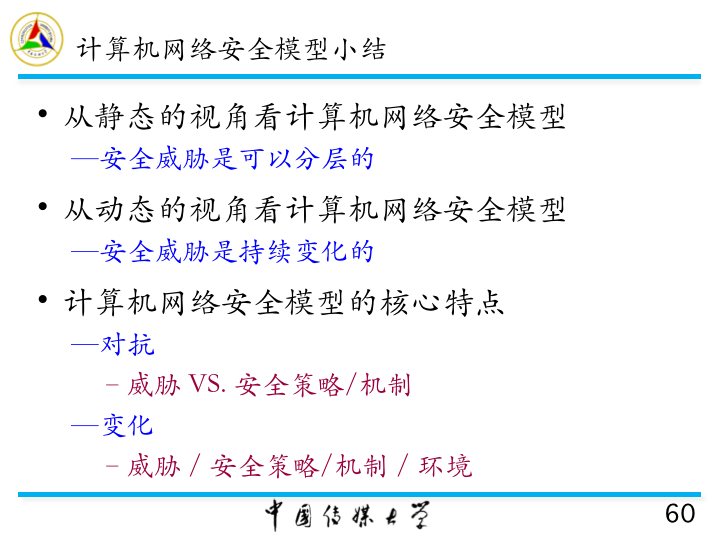 计算机网络安全模型小结
• 从静态的视角看计算机网络安全模型
—安全威胁是可以分层的
• 从动态的视角看计算机网络安全模型
—安全威胁是持续变化的
• 计算机网络安全模型的核心特点
—对抗
– 威胁 VS. 安全策略/机制
—变化
– 威胁 / 安全策略/机制 / 环境
中国传媒大学
60